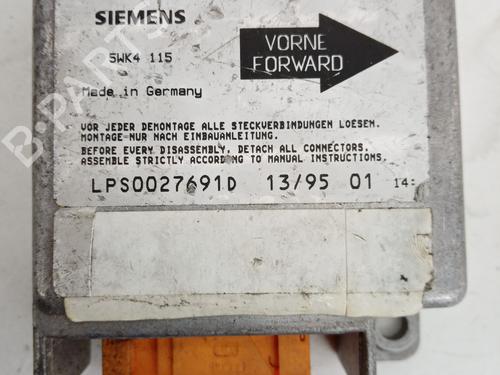 SIEMENS
5WK4 115
Made in Germany
VORNE
FORWARD
VOR JEDER DEMONTAGE ALLE STECKVERBINDUNGEN LOESEN.
MONTAGE NUR NACH EINBAUANLEITUNG.
BEFORE EVERY DISASSEMBLY, DETACH ALL CONNECTORS.
ASSEMBLE STRICTLY ACCORDING TO MANUAL INSTRUCTIONS.
LPS0027691D 13/95 01 14:
B-PARTS